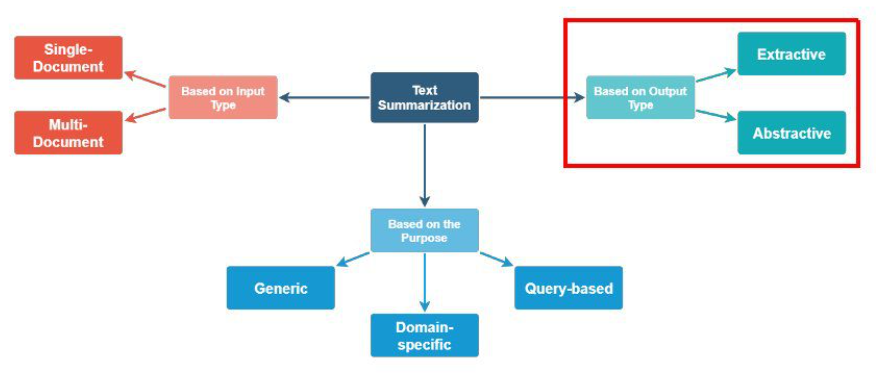 Single-
Document
Multi-
Document
Based on Input
Type
Text
Summarization
Based on Output
Type
Extractive
Abstractive
Based on the
Purpose
Generic
Domain-
specific
Query-based